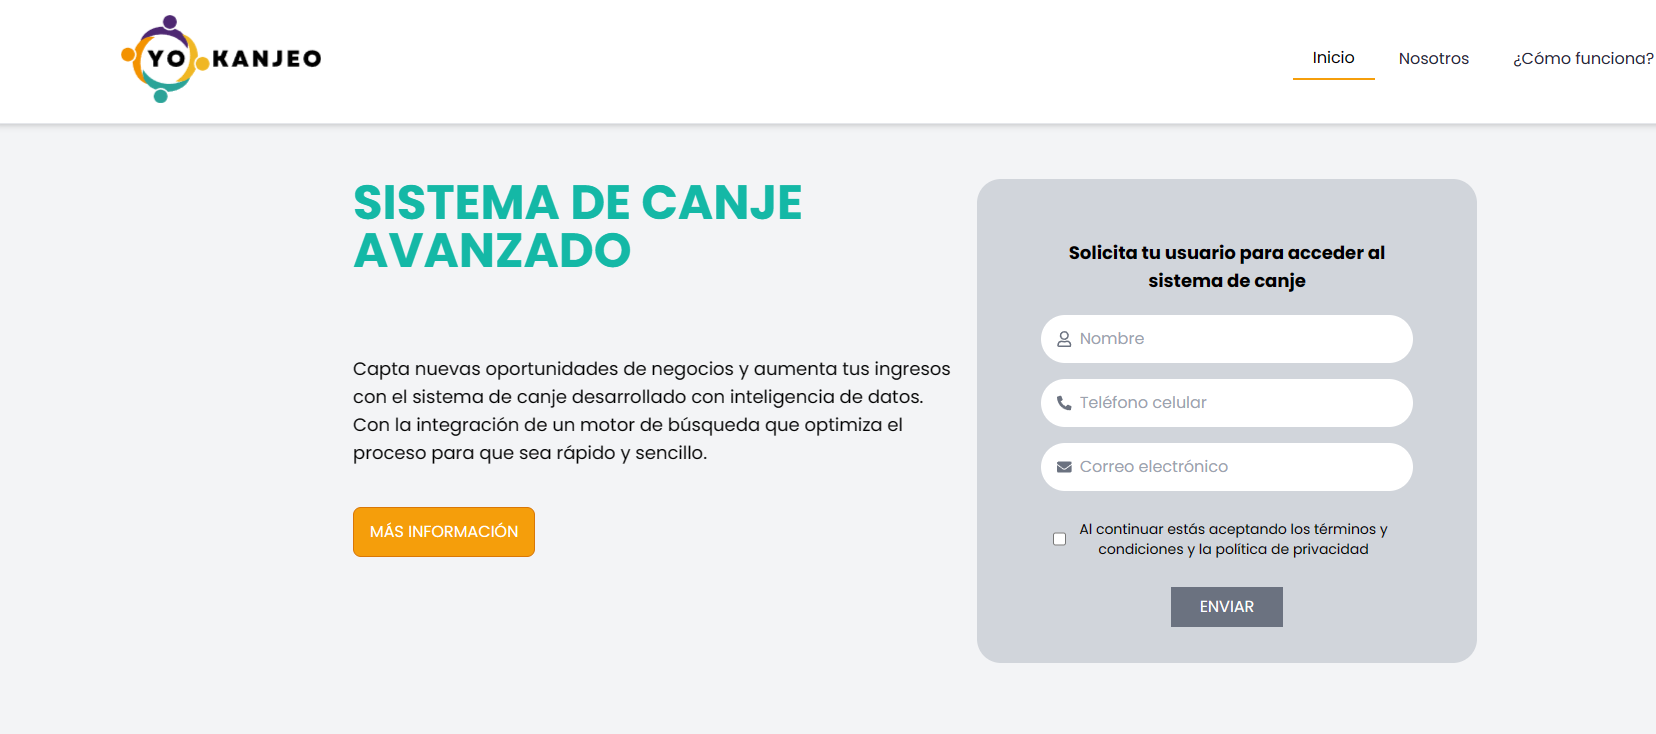 YO KANJEO
Inicio
Nosotros
¿Cómo funciona?
SISTEMA DE CANJE
AVANZADO
Capta nuevas oportunidades de negocios y aumenta tus ingresos
con el sistema de canje desarrollado con inteligencia de datos.
Con la integración de un motor de búsqueda que optimiza el
proceso para que sea rápido y sencillo.
MÁS INFORMACIÓN
Solicita tu usuario para acceder al
sistema de canje
Nombre
Teléfono celular
Correo electrónico
Al continuar estás aceptando los términos y
condiciones y la política de privacidad
ENVIAR